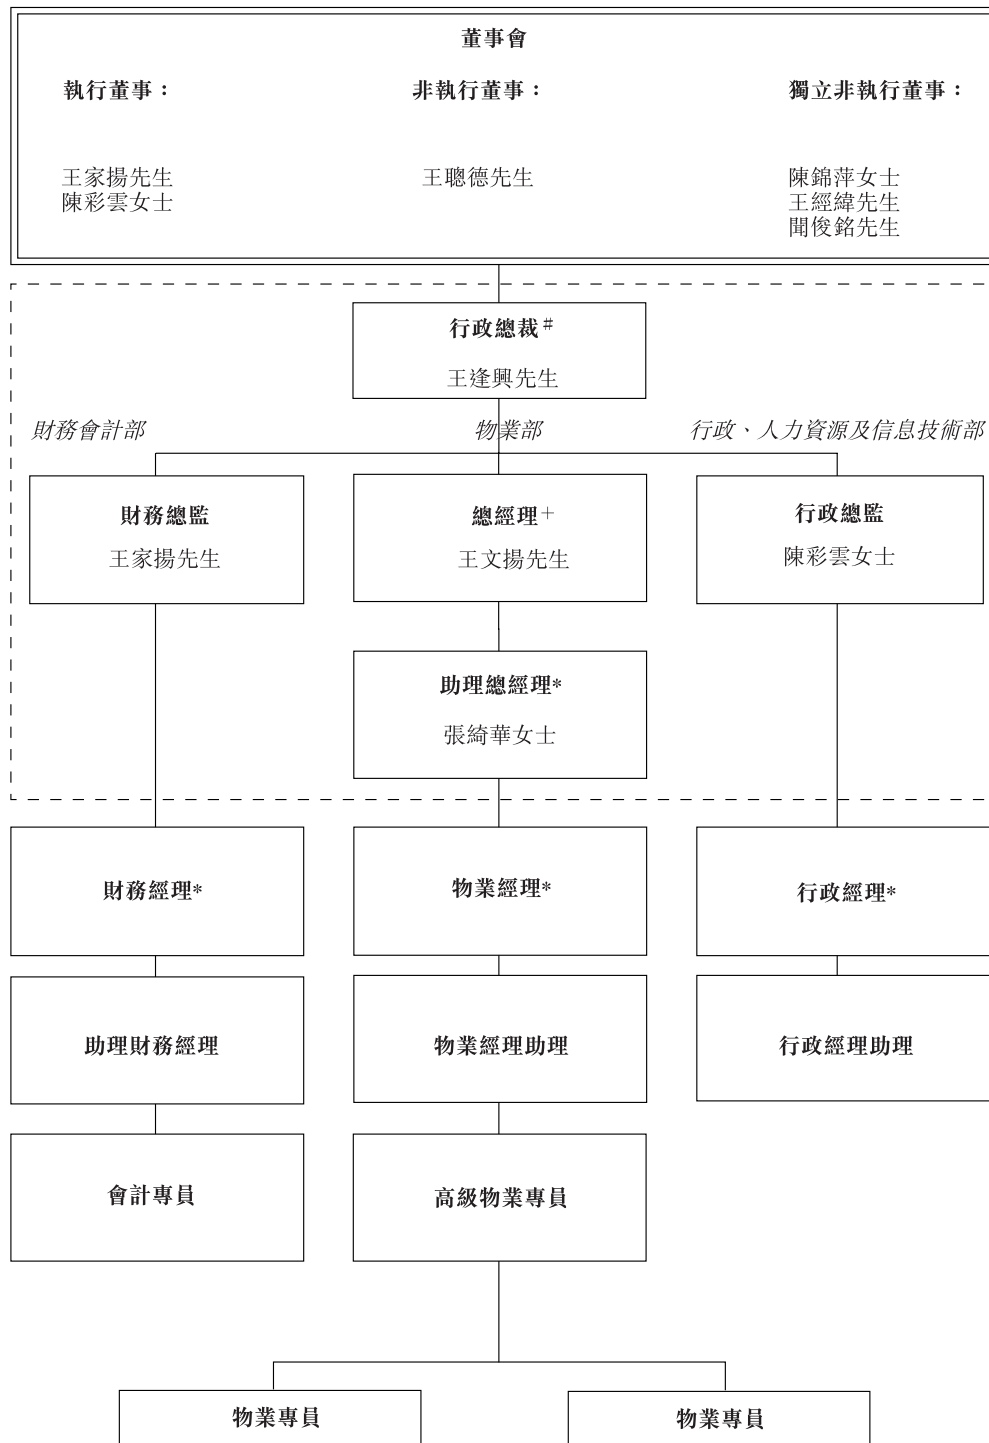 董事會
執行董事：
非執行董事：
獨立非執行董事：
王家揚先生
陳彩雲女士
王聰德先生
陳錦萍女士
王經緯先生
聞俊銘先生
行政總裁#
王逢興先生
財務會計部
物業部
行政、人力資源及信息技術部
財務總監
王家揚先生
總經理+
王文揚先生
行政總監
陳彩雲女士
助理總經理*
張綺華女士
財務經理*
物業經理*
行政經理*
助理財務經理
物業經理助理
行政經理助理
會計專員
高級物業專員
物業專員
物業專員